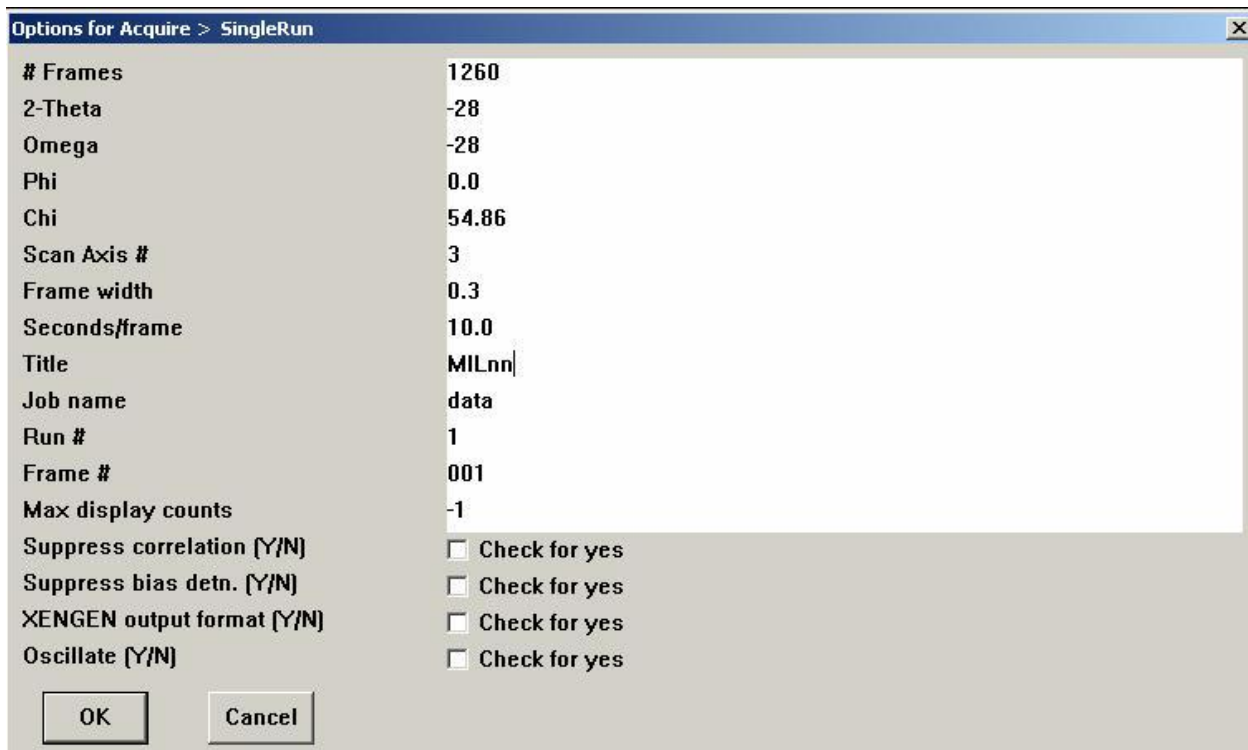 Options for Acquire > SingleRun
# Frames 1260
2-Theta -28
Omega -28
Phi 0.0
Chi 54.86
Scan Axis # 3
Frame width 0.3
Seconds/frame 10.0
Title MILnn
Job name data
Run # 1
Frame # 001
Max display counts -1
Suppress correlation (Y/N) Check for yes
Suppress bias detn. (Y/N) Check for yes
XENGEN output format (Y/N) Check for yes
Oscillate (Y/N) Check for yes
OK Cancel